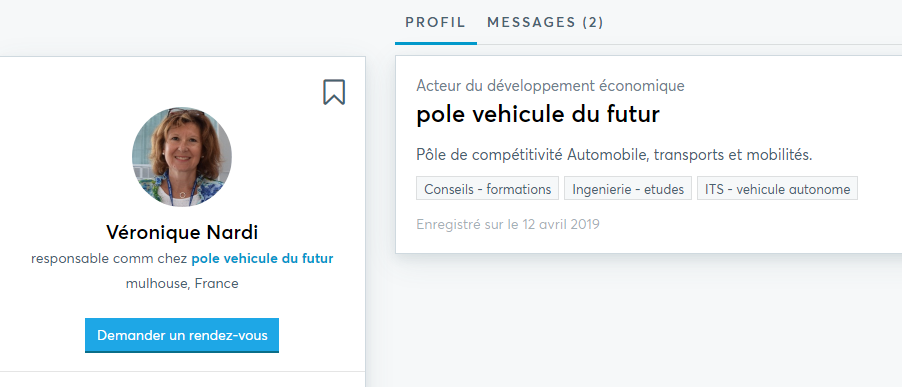 PROFIL MESSAGES (2)
Véronique Nardi
responsable comm chez pole vehicule du futur
mulhouse, France
Demander un rendez-vous
Acteur du développement économique
pole vehicule du futur
Pôle de compétitivité Automobile, transports et mobilités.
Conseils - formations Ingenierie - etudes ITS - vehicule autonome
Enregistré sur le 12 avril 2019